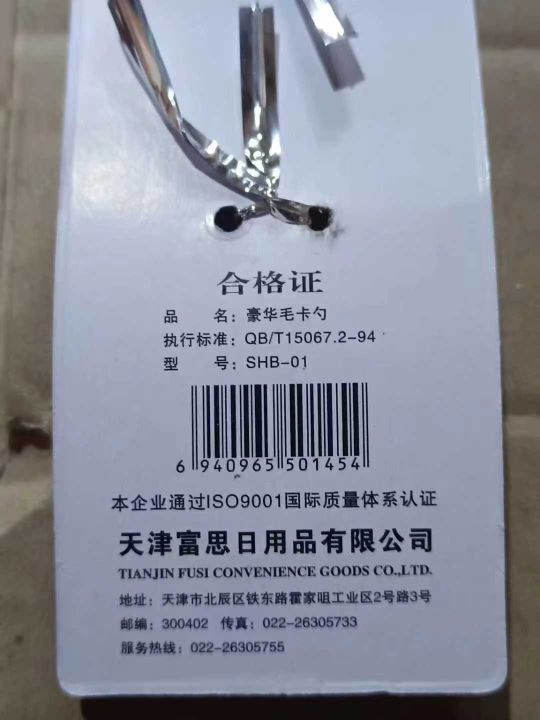 合格证
品 名：豪华毛卡勺
执行标准：QB/T15067.2-94
型 号：SHB-01
6 940965 501454
本企业通过ISO9001国际质量体系认证
天津富思日用品有限公司
TIANJIN FUSI CONVENIENCE GOODS CO.,LTD.
地址：天津市北辰区铁东路霍家咀工业区2号路3号
邮编：300402 传真：022-26305733
服务热线：022-26305755